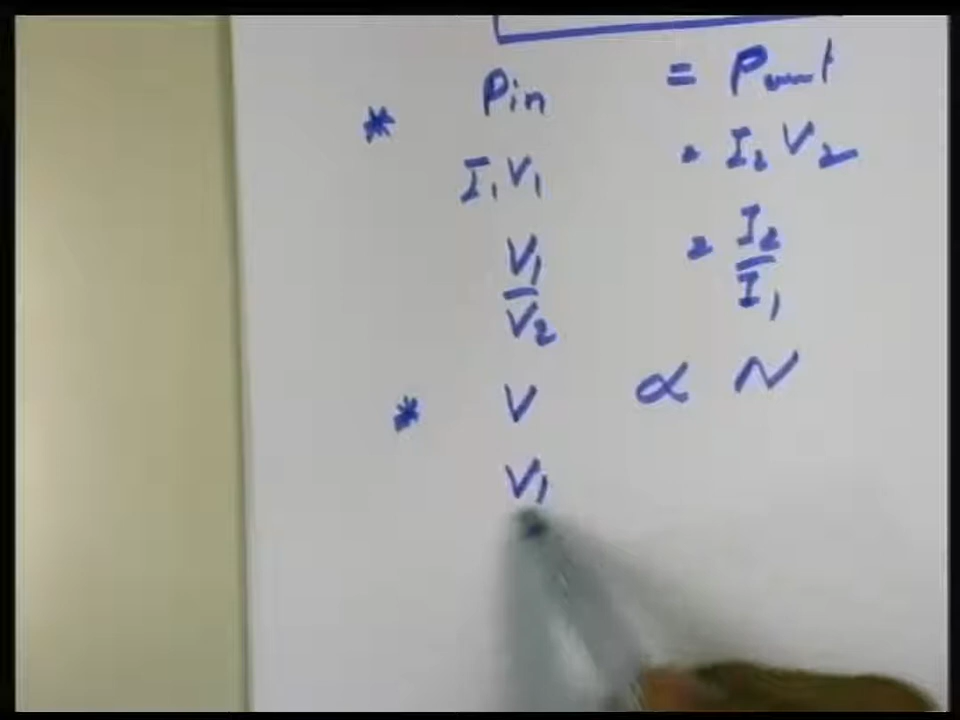 * Pin = Pout
I₁V₁ = I₂V₂
V₁/V₂ = I₂/I₁
* V ∝ N
V₁